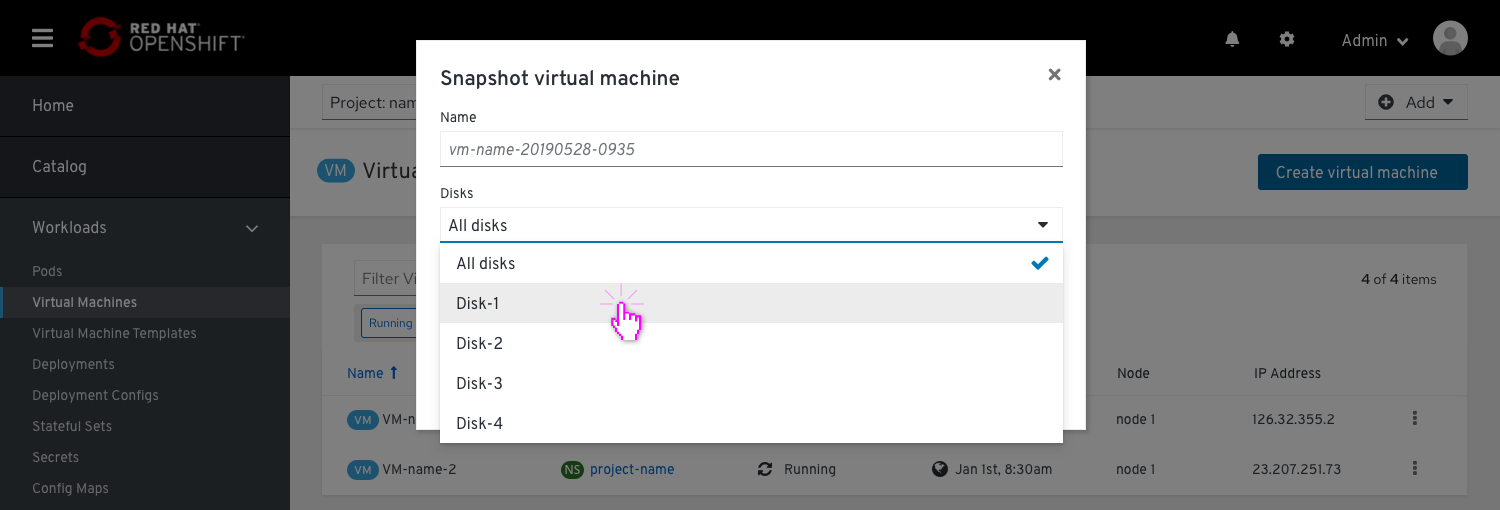 RED HAT
OPENSHIFT
Admin
Home
Catalog
Workloads
Pods
Virtual Machines
Virtual Machine Templates
Deployments
Deployment Configs
Stateful Sets
Secrets
Config Maps
Project: nam
Add
VM Virtu
Create virtual machine
Snapshot virtual machine
Name
vm-name-20190528-0935
Disks
All disks
All disks
Disk-1
Disk-2
Disk-3
Disk-4
Filter Vi
4 of 4 items
Running
Name Node IP Address
VM VM-n node 1 126.32.355.2
VM VM-name-2 NS project-name Running Jan 1st, 8:30am node 1 23.207.251.73